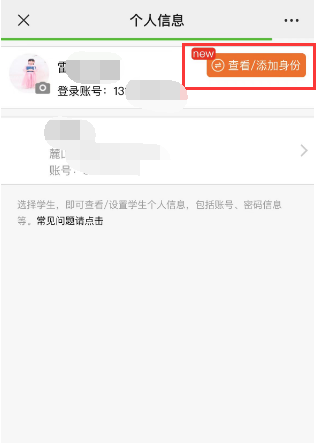 个人信息
new
查看/添加身份
雷
登录账号：13
麓山
账号：
选择学生，即可查看/设置学生个人信息，包括账号、密码信息
等。常见问题请点击